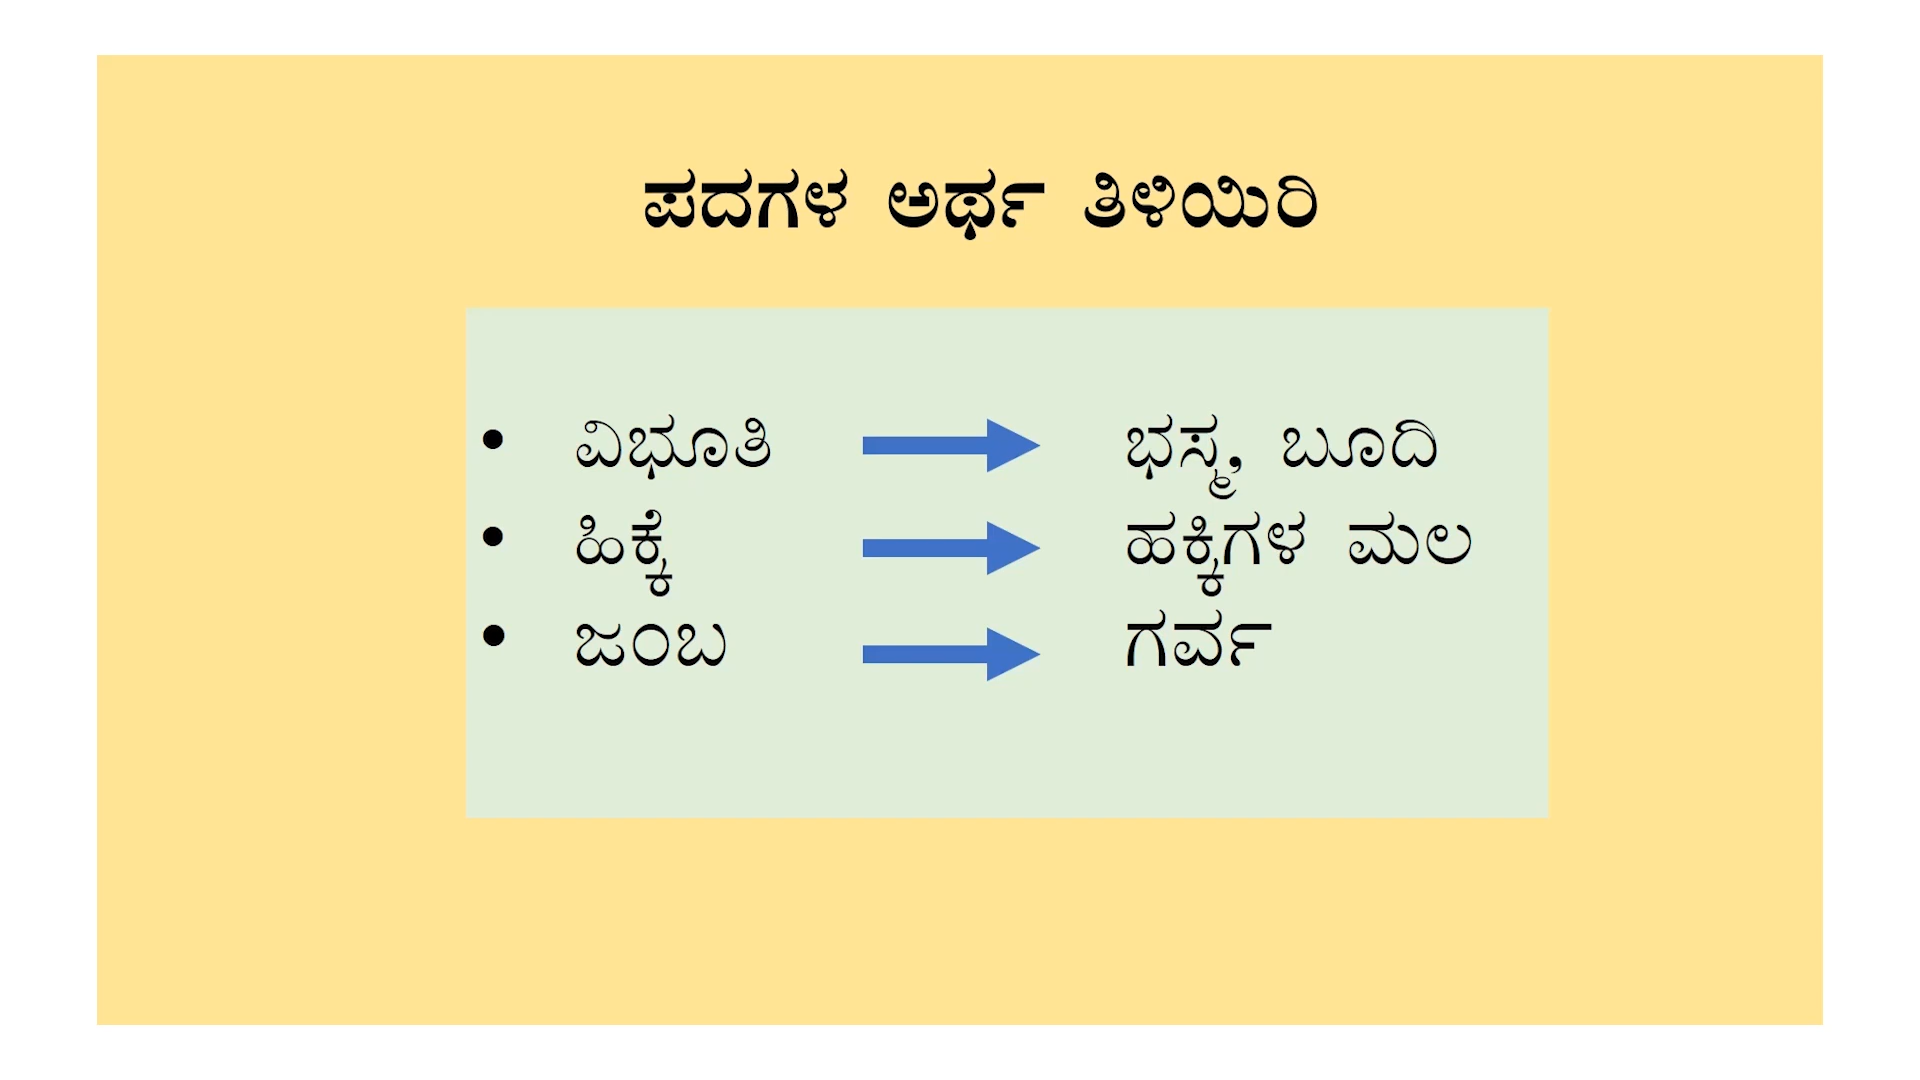 ಪದಗಳ ಅರ್ಥ ತಿಳಿಯಿರಿ
• ವಿಭೂತಿ ಭಸ್ಮ, ಬೂದಿ
• ಹಿಕ್ಕೆ ಹಕ್ಕಿಗಳ ಮಲ
• ಜಂಬ ಗರ್ವ